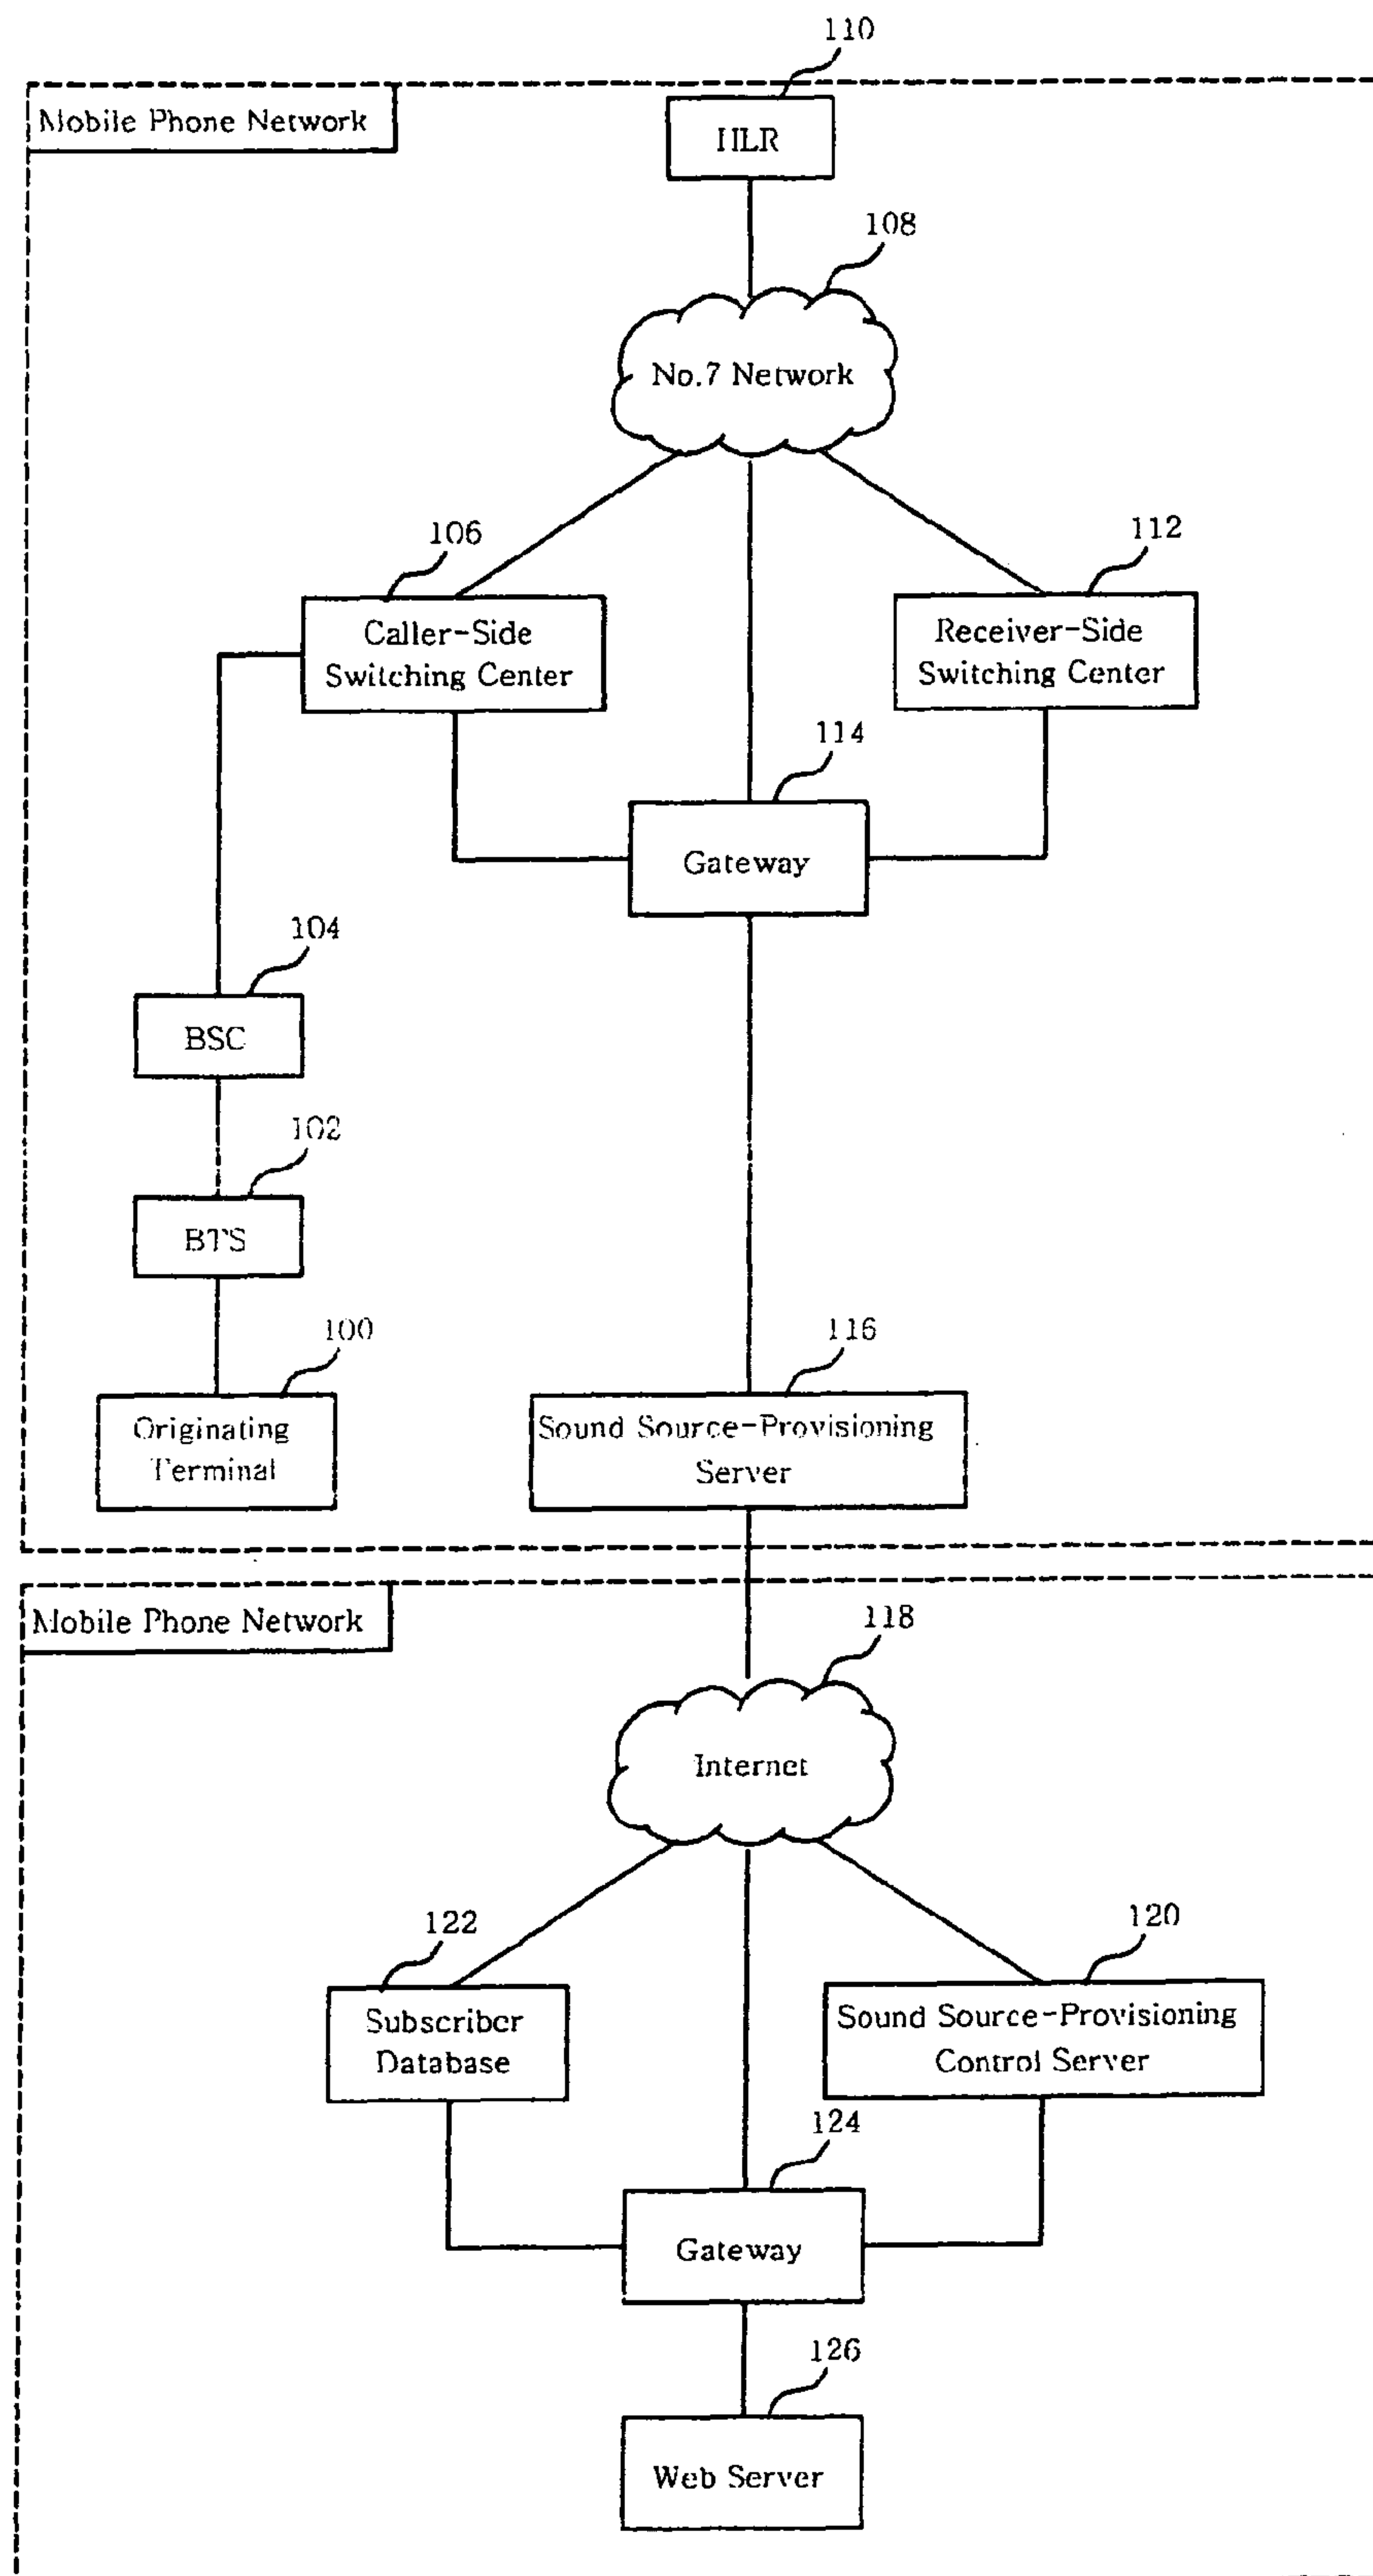 110
Mobile Phone Network
HLR
108
No.7 Network
106
112
Caller-Side
Switching Center
Receiver-Side
Switching Center
114
Gateway
104
BSC
102
BTS
100
116
Originating
Terminal
Sound Source-Provisioning
Server
Mobile Phone Network
118
Internet
122
120
Subscriber
Database
Sound Source-Provisioning
Control Server
124
Gateway
126
Web Server